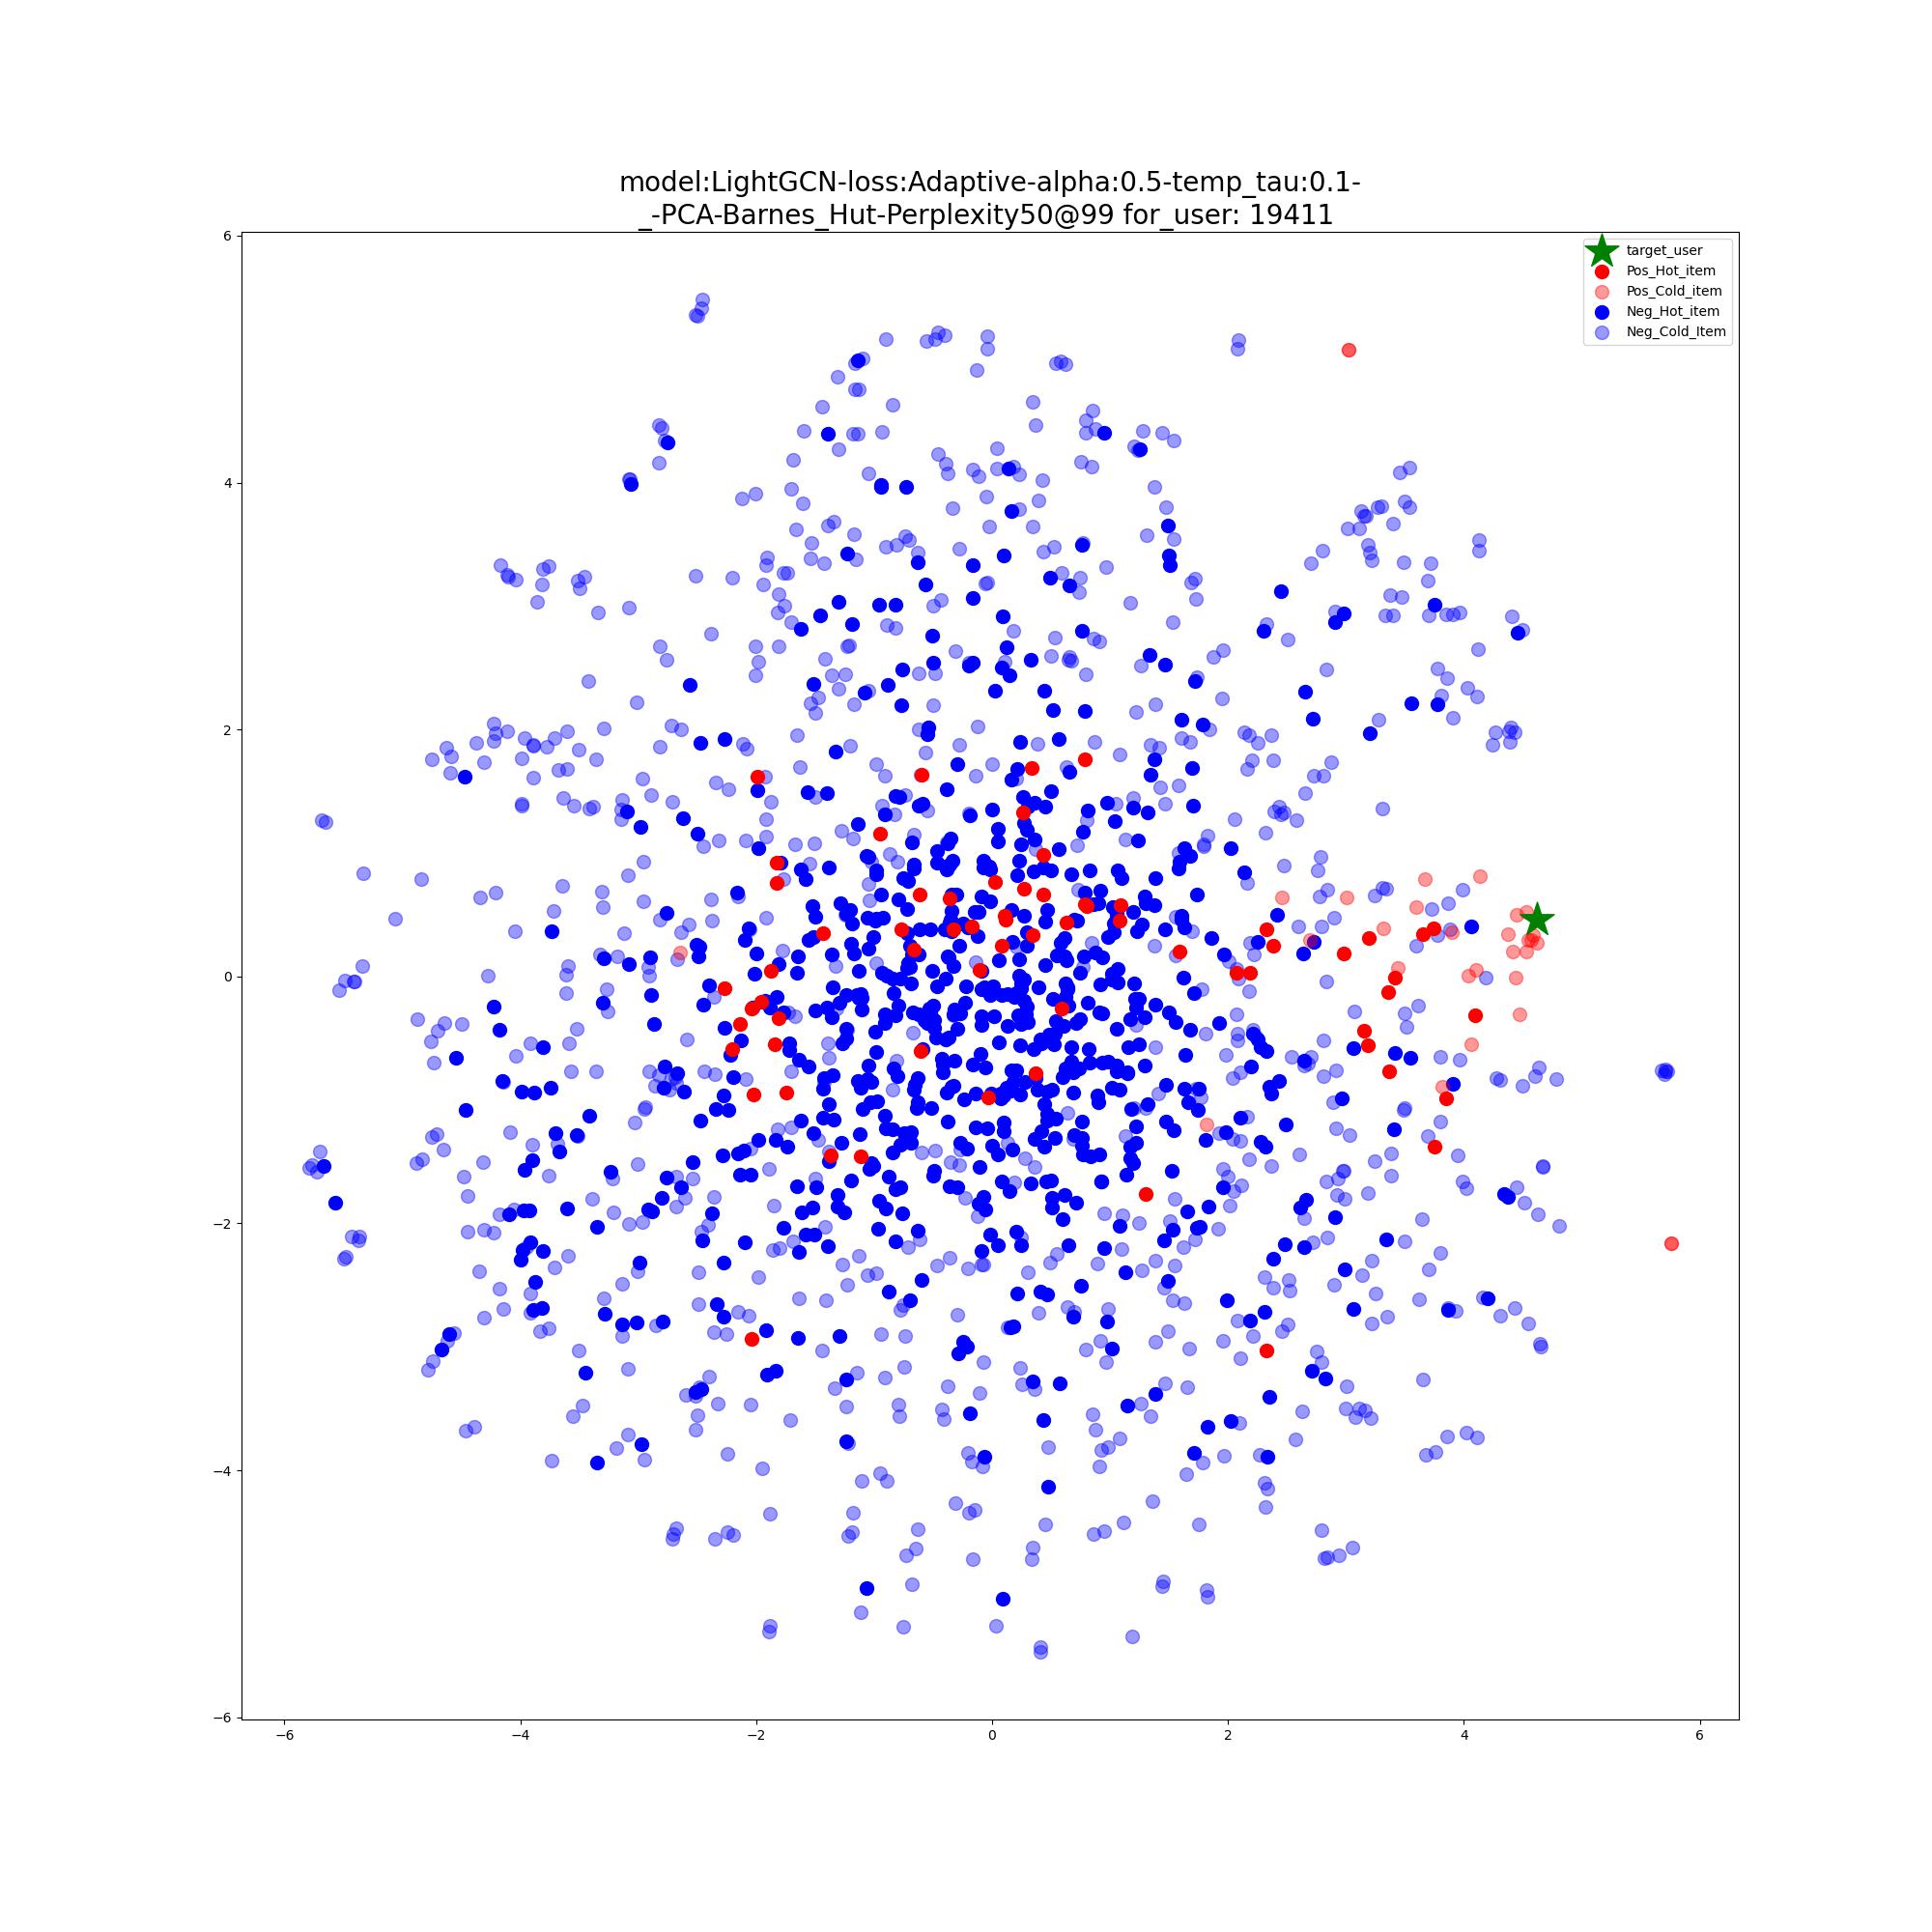 model:LightGCN-loss:Adaptive-alpha:0.5-temp_tau:0.1-
_-PCA-Barnes_Hut-Perplexity50@99 for_user: 19411
target_user
Pos_Hot_item
Pos_Cold_item
Neg_Hot_item
Neg_Cold_Item
6
4
2
0
−2
−4
−6
−6 −4 −2 0 2 4 6